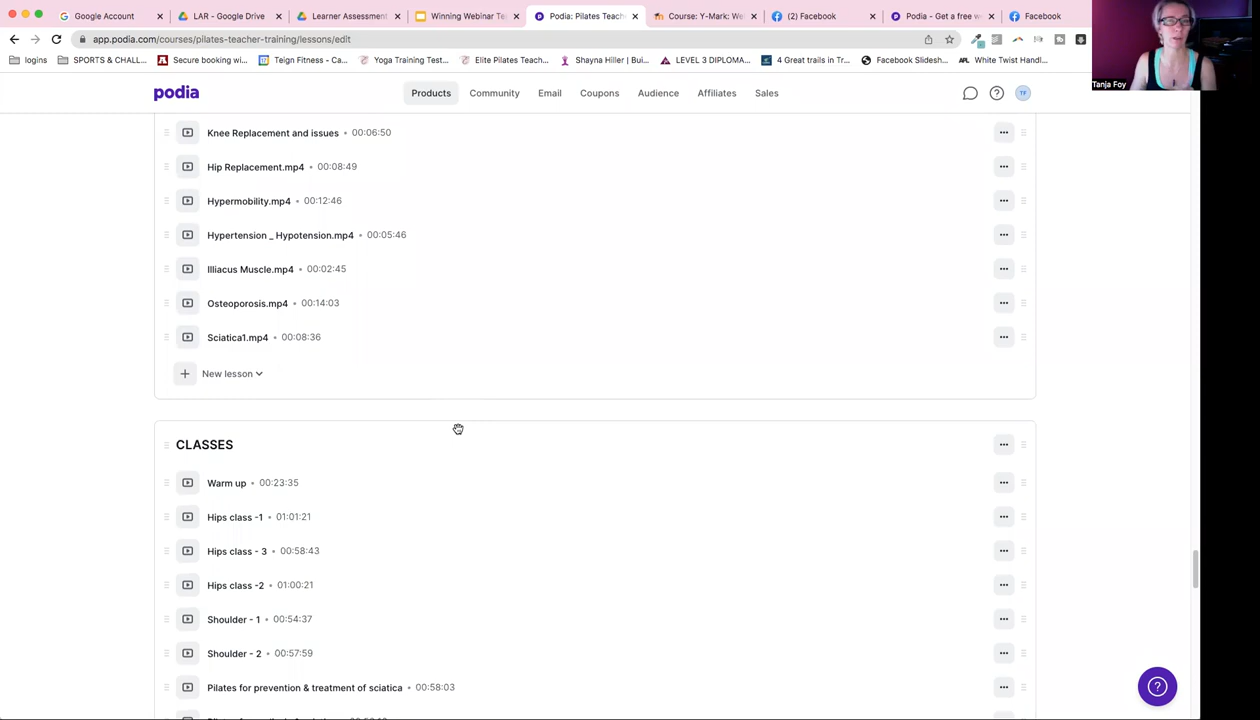 Google Account
LAR - Google Drive
Learner Assessment
Winning Webinar Te
Podia: Pilates Teach
Course: Y-Mark: We
(2) Facebook
Podia - Get a free w
Facebook
app.podia.com/courses/pilates-teacher-training/lessons/edit
logins
SPORTS & CHALL...
Secure booking wi...
Teign Fitness - Ca...
Yoga Training Test...
Elite Pilates Teach...
Shayna Hiller | Bui...
LEVEL 3 DIPLOMA...
4 Great trails in Tr...
Facebook Slidesh...
APL White Twist Handl...
Tanja Foy
podia
Products
Community
Email
Coupons
Audience
Affiliates
Sales
TF
Knee Replacement and issues • 00:06:50
Hip Replacement.mp4 • 00:08:49
Hypermobility.mp4 • 00:12:46
Hypertension _ Hypotension.mp4 • 00:05:46
Illiacus Muscle.mp4 • 00:02:45
Osteoporosis.mp4 • 00:14:03
Sciatica1.mp4 • 00:08:36
+ New lesson
CLASSES
Warm up • 00:23:35
Hips class -1 • 01:01:21
Hips class - 3 • 00:58:43
Hips class -2 • 01:00:21
Shoulder - 1 • 00:54:37
Shoulder - 2 • 00:57:59
Pilates for prevention & treatment of sciatica • 00:58:03